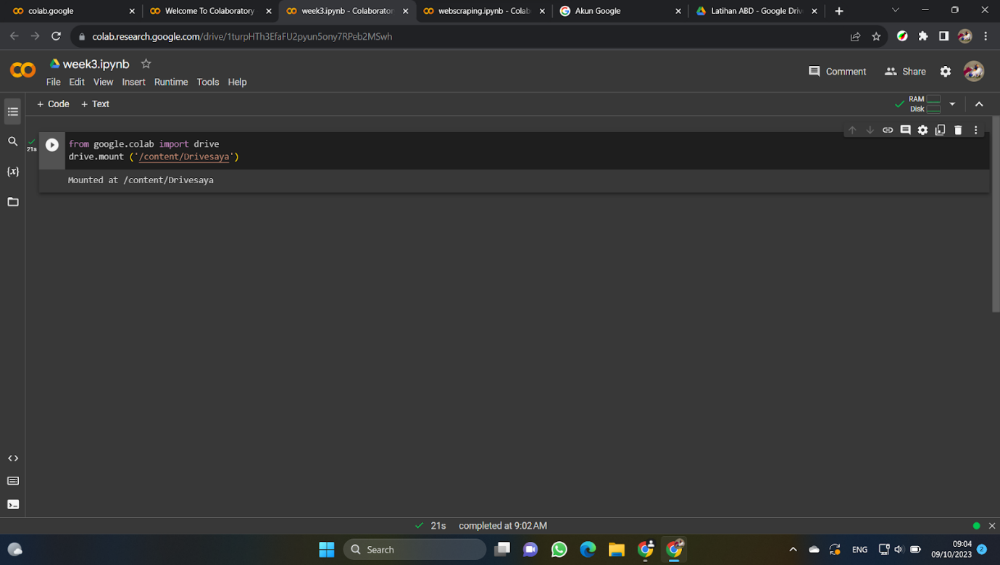 colab.google
Welcome To Colaboratory
week3.ipynb - Colaborator
webscraping.ipynb - Colab
Akun Google
Latihan ABD - Google Driv
colab.research.google.com/drive/1turpHTh3EfaFU2pyun5ony7RPeb2MSwh
week3.ipynb
File Edit View Insert Runtime Tools Help
Comment
Share
+ Code + Text
RAM
Disk
21s
from google.colab import drive
drive.mount ('/content/Drivesaya')
Mounted at /content/Drivesaya
{x}
21s completed at 9:02 AM
Search
ENG
09:04
09/10/2023
2